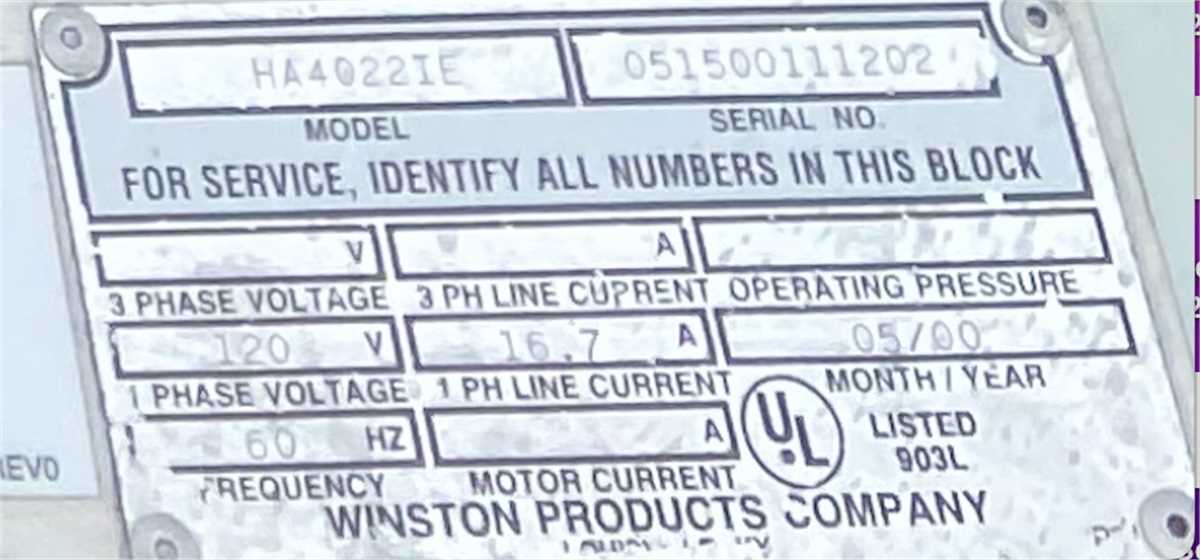 HA4022IE 051500111202
MODEL SERIAL NO.
FOR SERVICE, IDENTIFY ALL NUMBERS IN THIS BLOCK
V A
3 PHASE VOLTAGE 3 PH LINE CURRENT OPERATING PRESSURE
120 V 16.7 A 05/00
1 PHASE VOLTAGE 1 PH LINE CURRENT MONTH / YEAR
60 HZ A UL LISTED
903L
FREQUENCY MOTOR CURRENT
WINSTON PRODUCTS COMPANY